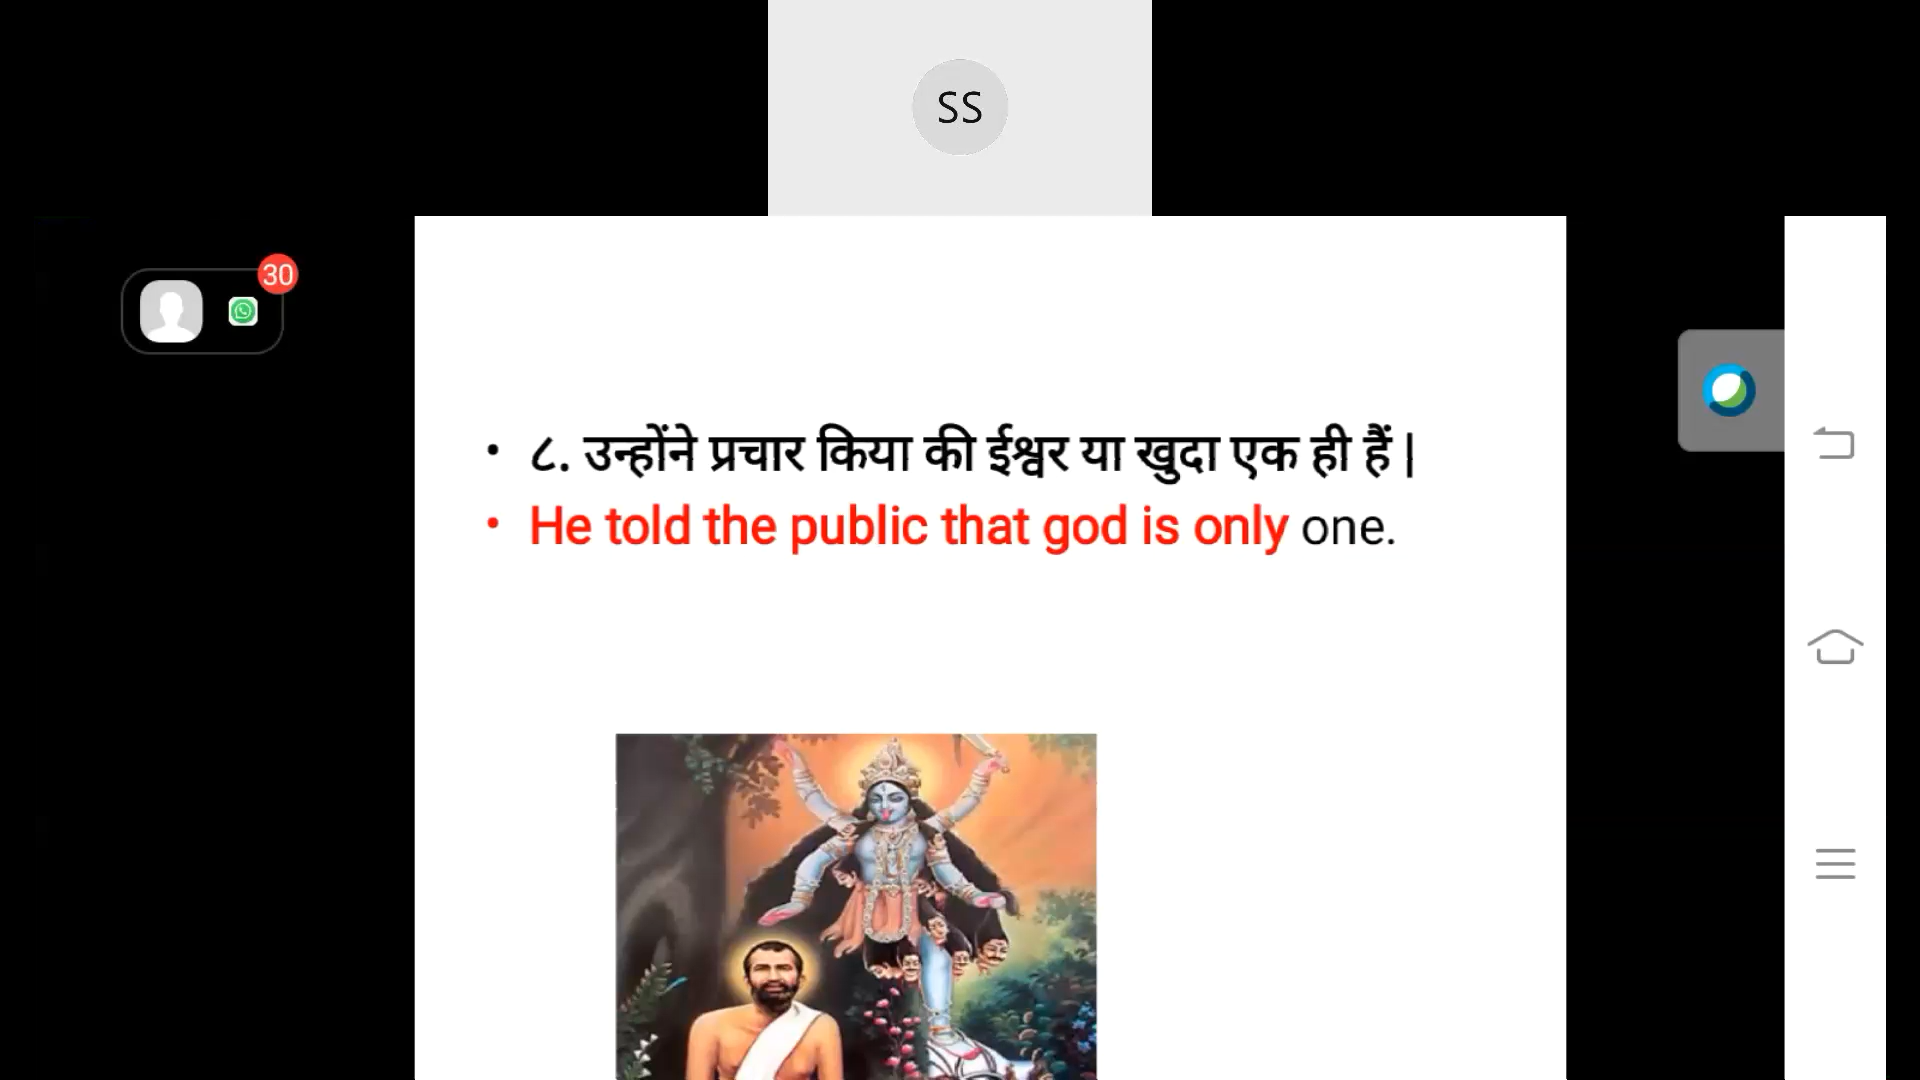 SS
30
• ८. उन्होंने प्रचार किया की ईश्वर या खुदा एक ही हैं |
• He told the public that god is only one.